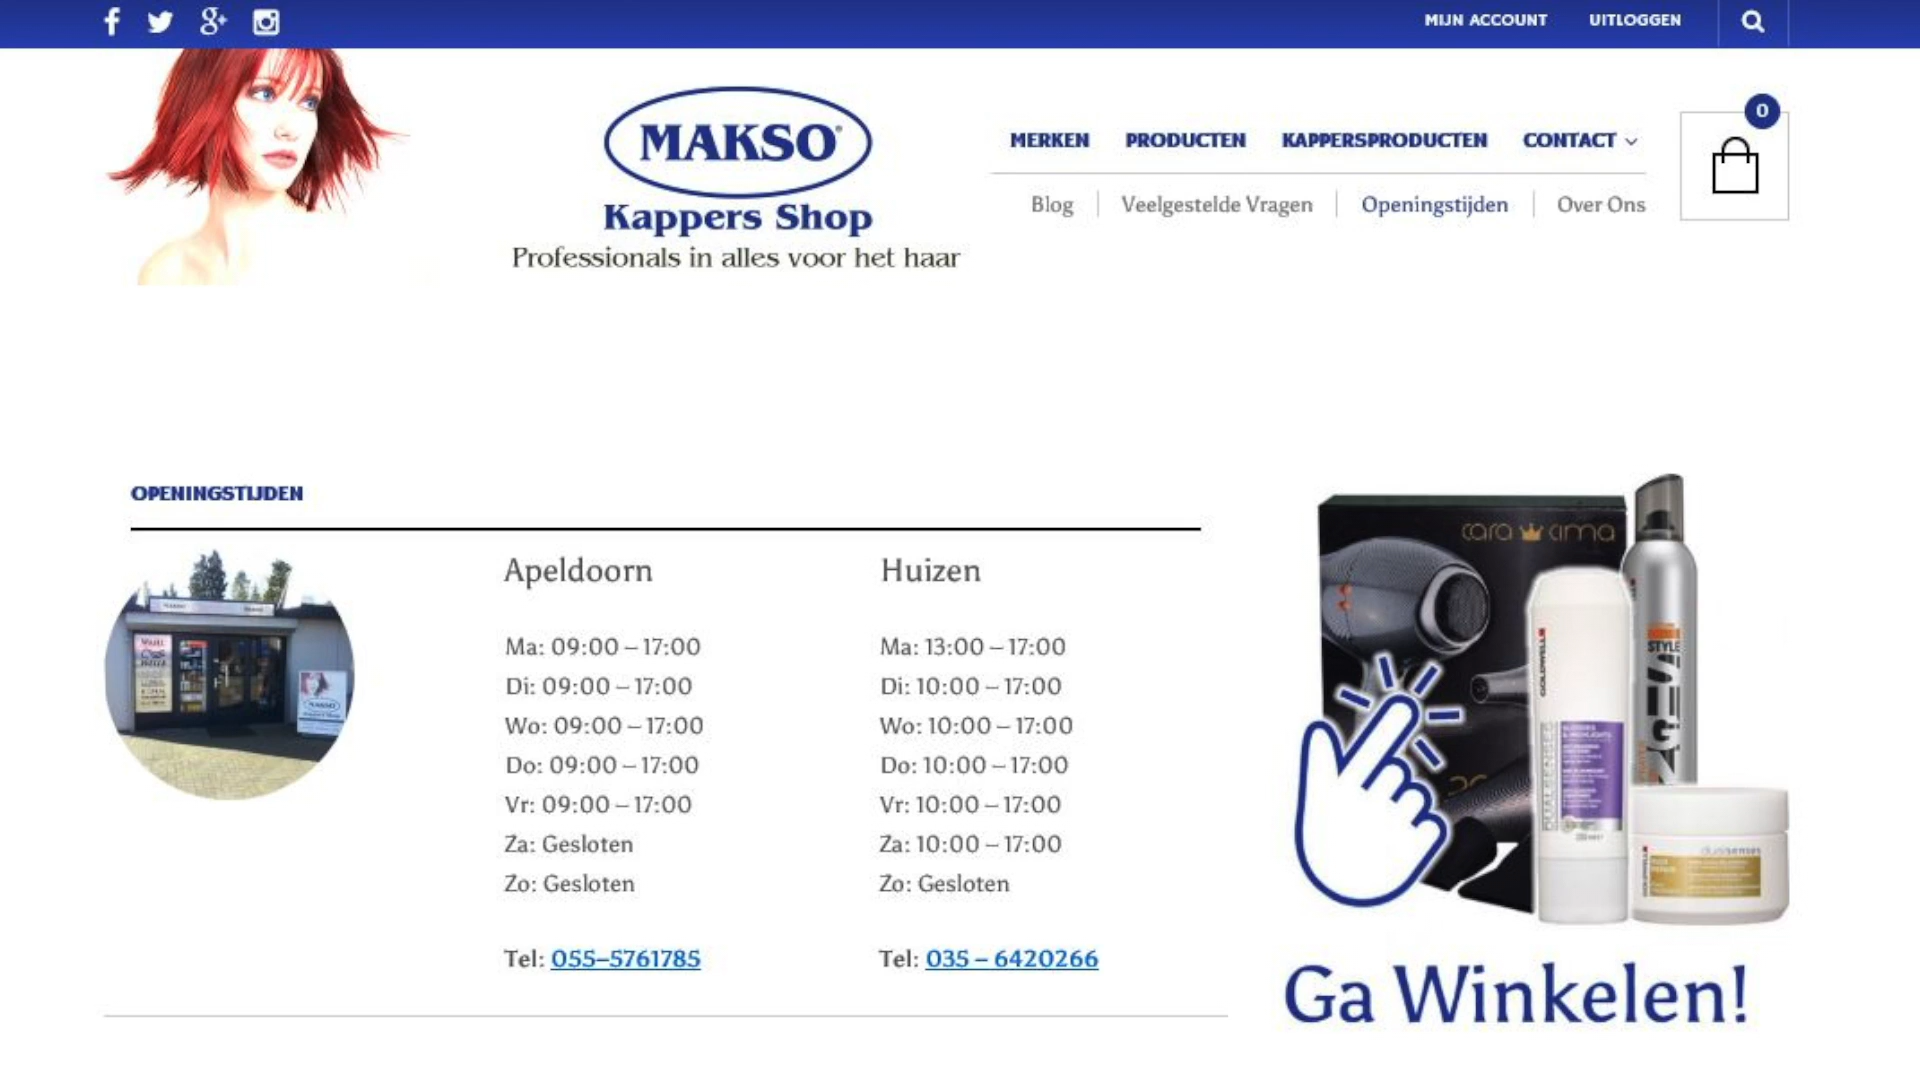 MIJN ACCOUNT UITLOGGEN
0
MAKSO
Kappers Shop
Professionals in alles voor het haar
MERKEN PRODUCTEN KAPPERSPRODUCTEN CONTACT
Blog Veelgestelde Vragen Openingstijden Over Ons
OPENINGSTIJDEN
Apeldoorn
Ma: 09:00 – 17:00
Di: 09:00 – 17:00
Wo: 09:00 – 17:00
Do: 09:00 – 17:00
Vr: 09:00 – 17:00
Za: Gesloten
Zo: Gesloten
Tel: 055–5761785
Huizen
Ma: 13:00 – 17:00
Di: 10:00 – 17:00
Wo: 10:00 – 17:00
Do: 10:00 – 17:00
Vr: 10:00 – 17:00
Za: 10:00 – 17:00
Zo: Gesloten
Tel: 035 – 6420266
cara cima
GOLDWELL
DUALSENSES
STYLE
dualsenses
Ga Winkelen!